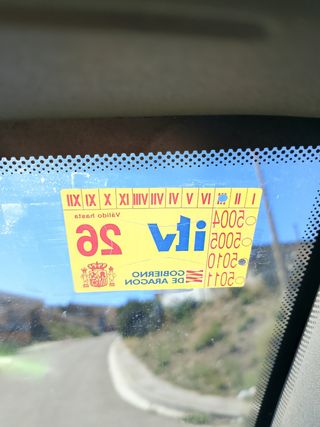 I II IV V VI VII VIII IX X XI XII
5004
5005
5010
5011
itv
Válido hasta
26
GOBIERNO
DE ARAGON